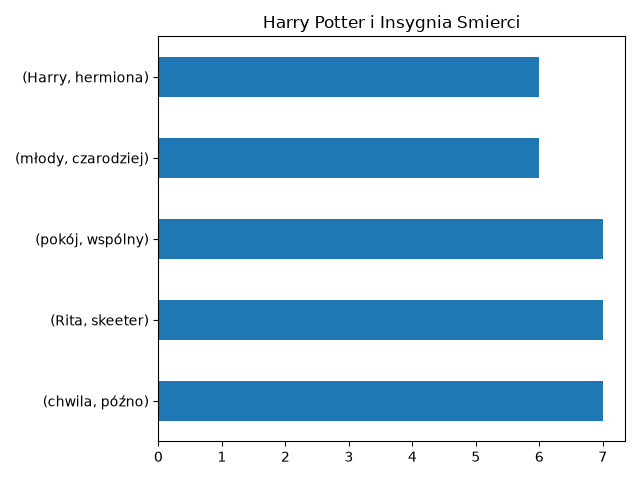 Harry Potter i Insygnia Smierci
(Harry, hermiona)
(młody, czarodziej)
(pokój, wspólny)
(Rita, skeeter)
(chwila, późno)
0 1 2 3 4 5 6 7